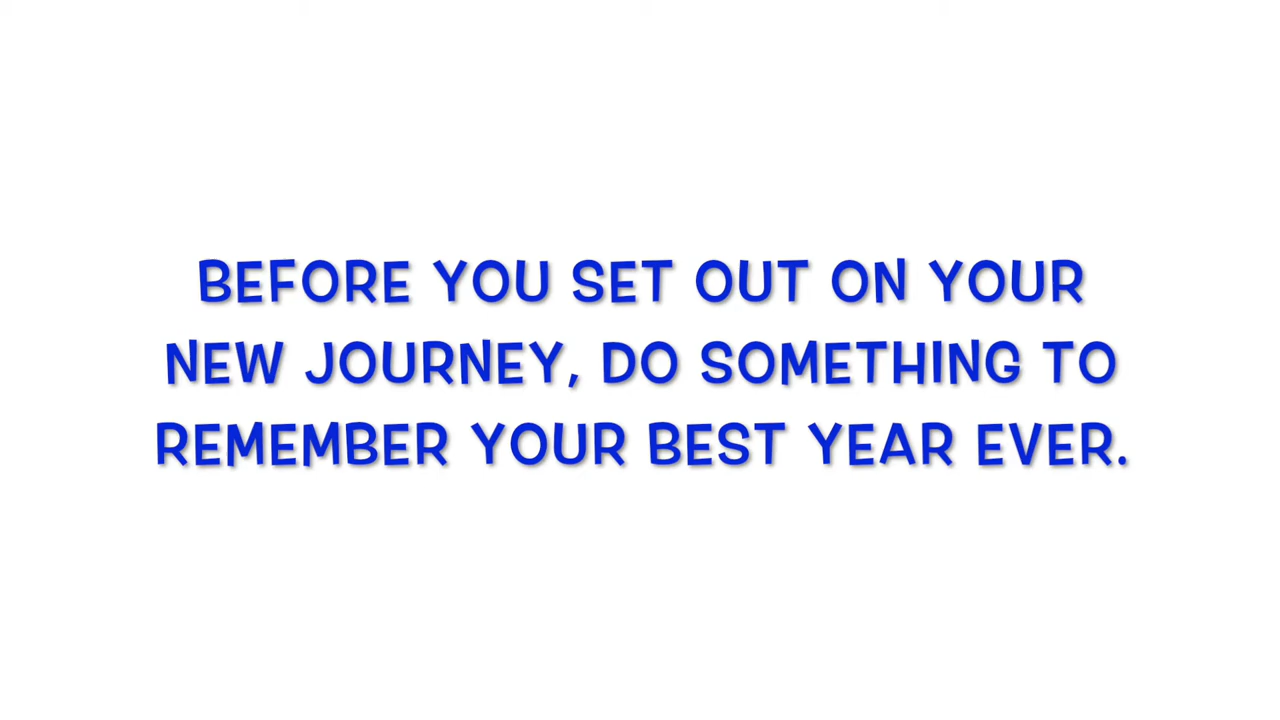 BEFORE YOU SET OUT ON YOUR
NEW JOURNEY, DO SOMETHING TO
REMEMBER YOUR BEST YEAR EVER.